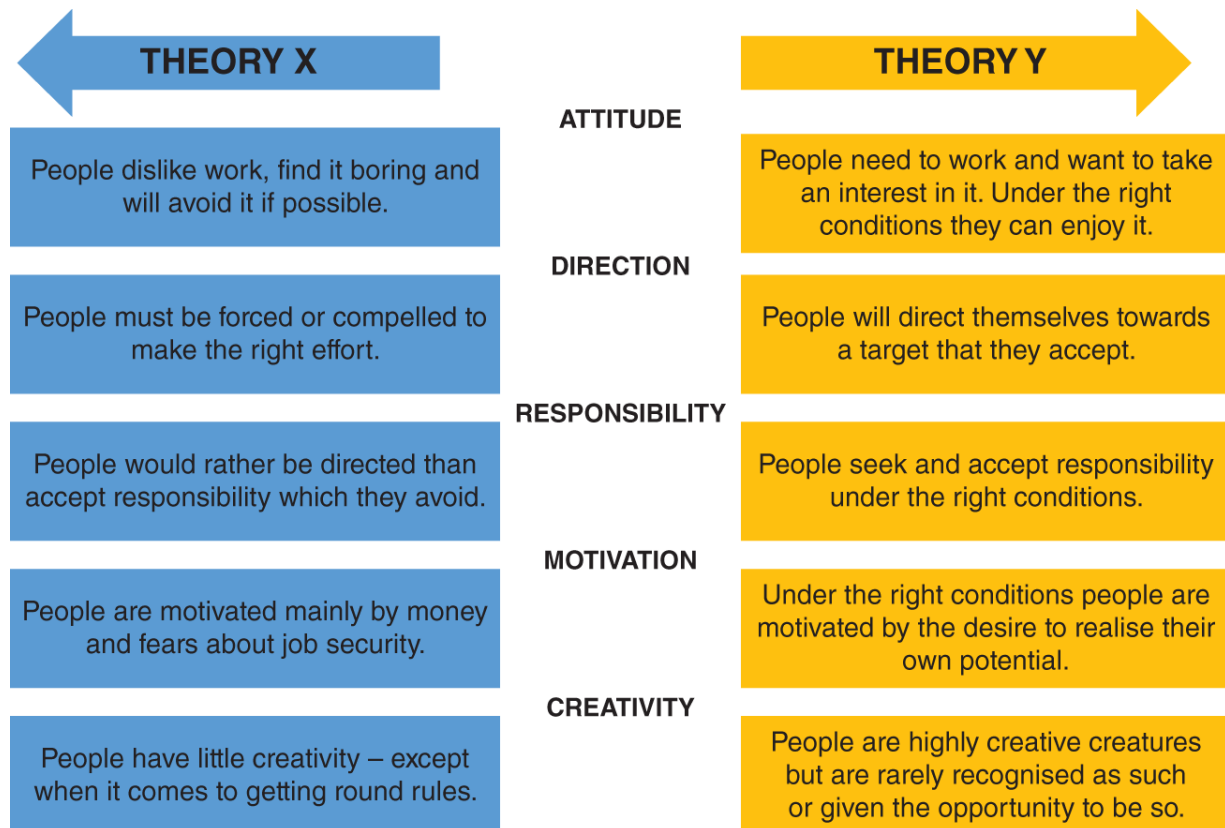 THEORY X
THEORY Y
ATTITUDE
People dislike work, find it boring and
will avoid it if possible.
People need to work and want to take
an interest in it. Under the right
conditions they can enjoy it.
DIRECTION
People must be forced or compelled to
make the right effort.
People will direct themselves towards
a target that they accept.
RESPONSIBILITY
People would rather be directed than
accept responsibility which they avoid.
People seek and accept responsibility
under the right conditions.
MOTIVATION
People are motivated mainly by money
and fears about job security.
Under the right conditions people are
motivated by the desire to realise their
own potential.
CREATIVITY
People have little creativity – except
when it comes to getting round rules.
People are highly creative creatures
but are rarely recognised as such
or given the opportunity to be so.